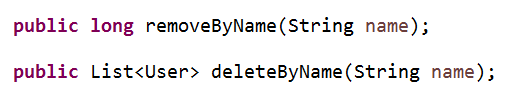 public long removeByName(String name);
public List<User> deleteByName(String name);